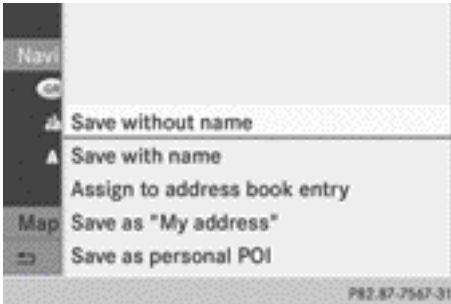 Navi
GR
Save without name
Save with name
Assign to address book entry
Map
Save as "My address"
Save as personal POI
P82.87-7567-31